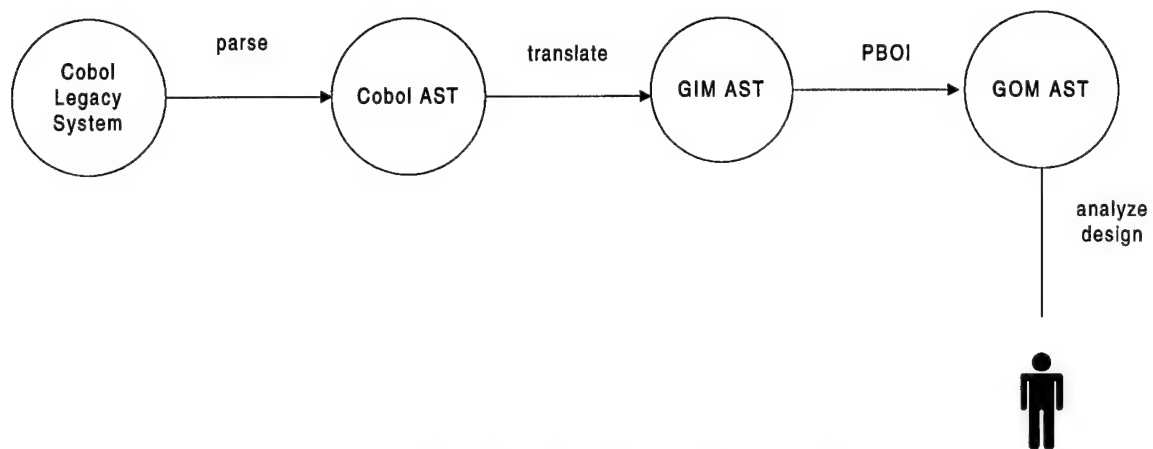 parse
translate
PBOI
Cobol
Legacy
System
Cobol AST
GIM AST
GOM AST
analyze
design